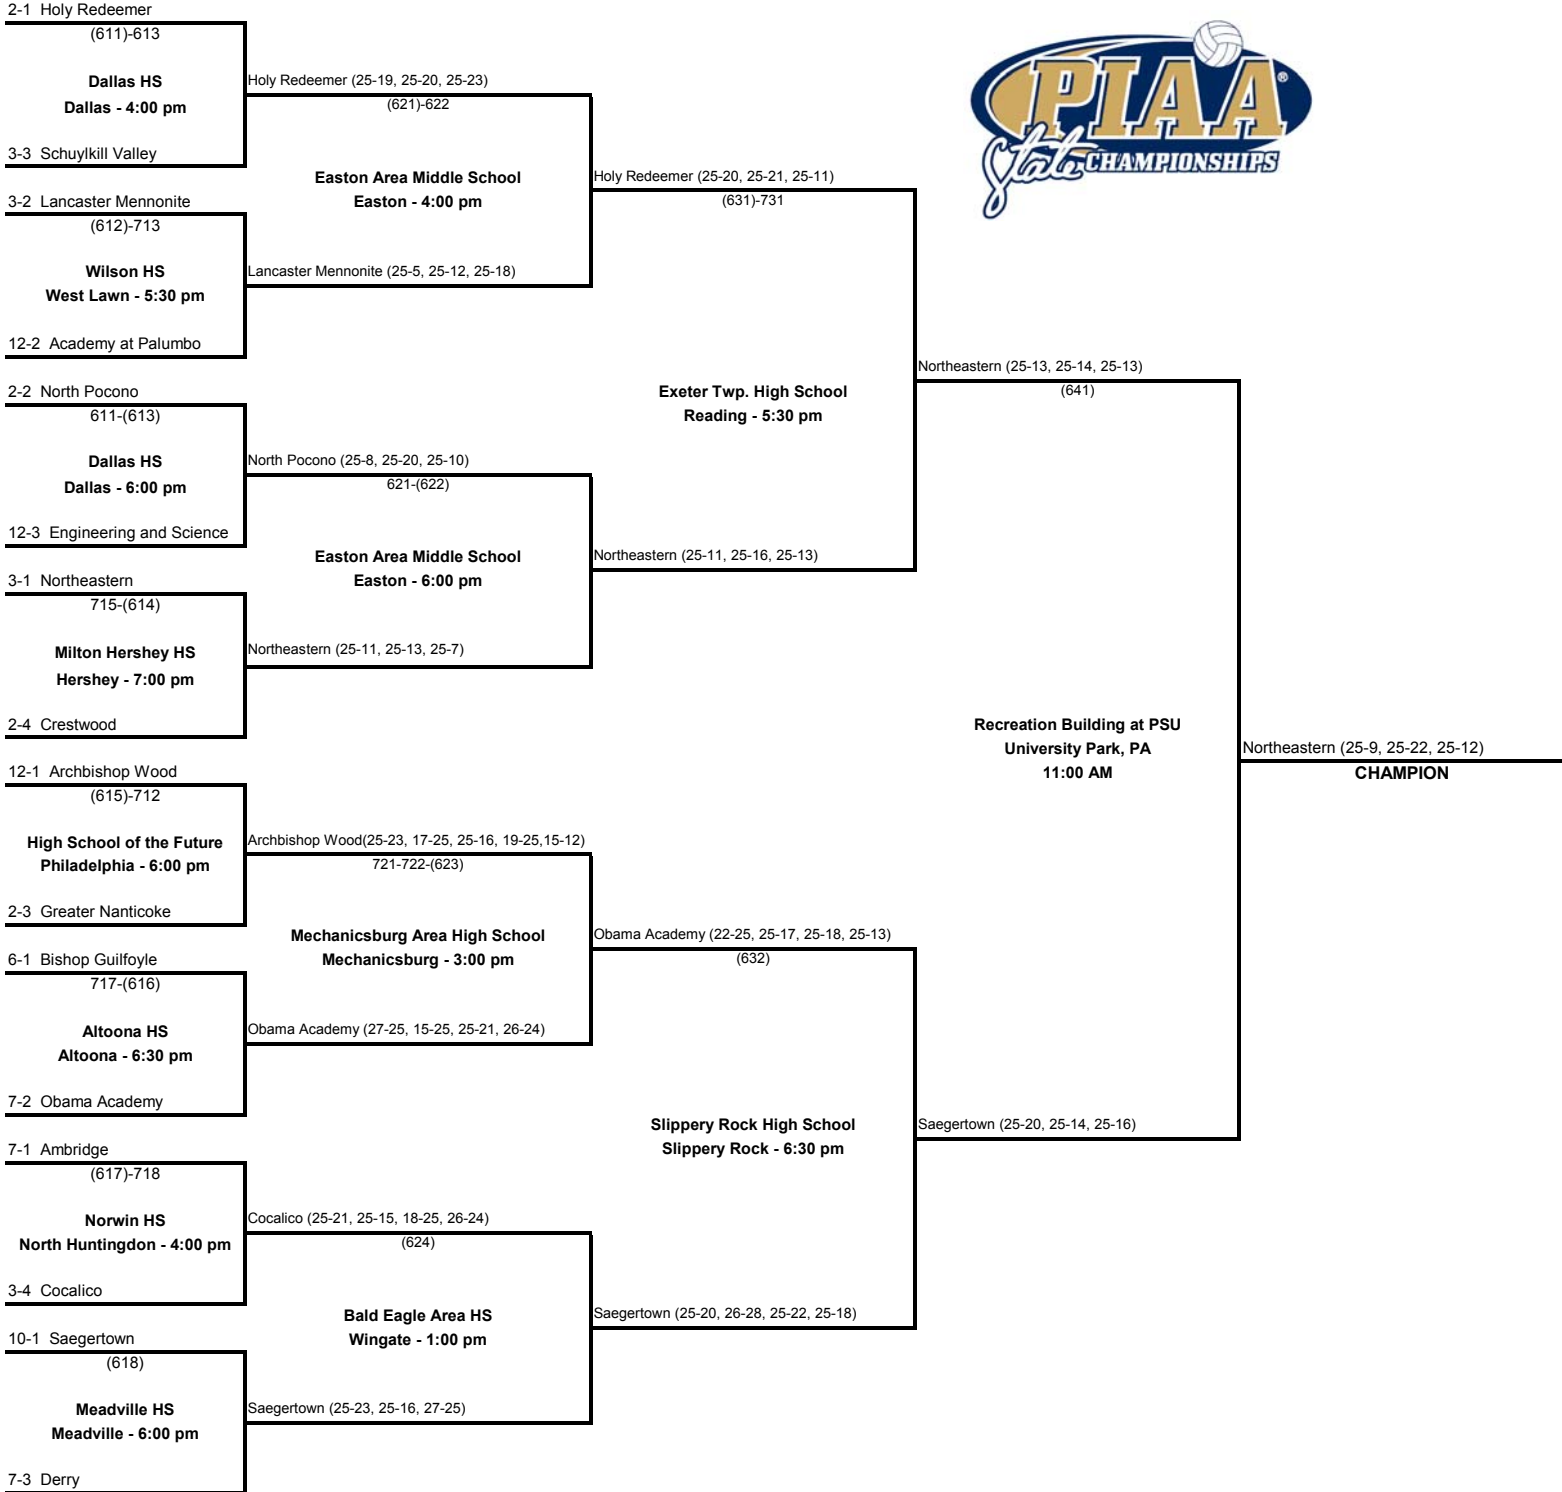 2-1 Holy Redeemer
(611)-613
Dallas HS
Dallas - 4:00 pm
3-3 Schuylkill Valley
3-2 Lancaster Mennonite
(612)-713
Wilson HS
West Lawn - 5:30 pm
12-2 Academy at Palumbo
2-2 North Pocono
611-(613)
Dallas HS
Dallas - 6:00 pm
12-3 Engineering and Science
3-1 Northeastern
715-(614)
Milton Hershey HS
Hershey - 7:00 pm
2-4 Crestwood
12-1 Archbishop Wood
(615)-712
High School of the Future
Philadelphia - 6:00 pm
2-3 Greater Nanticoke
6-1 Bishop Guilfoyle
717-(616)
Altoona HS
Altoona - 6:30 pm
7-2 Obama Academy
7-1 Ambridge
(617)-718
Norwin HS
North Huntingdon - 4:00 pm
3-4 Cocalico
10-1 Saegertown
(618)
Meadville HS
Meadville - 6:00 pm
7-3 Derry
Holy Redeemer (25-19, 25-20, 25-23)
(621)-622
Easton Area Middle School
Easton - 4:00 pm
Lancaster Mennonite (25-5, 25-12, 25-18)
North Pocono (25-8, 25-20, 25-10)
621-(622)
Easton Area Middle School
Easton - 6:00 pm
Northeastern (25-11, 25-13, 25-7)
Archbishop Wood(25-23, 17-25, 25-16, 19-25,15-12)
721-722-(623)
Mechanicsburg Area High School
Mechanicsburg - 3:00 pm
Obama Academy (27-25, 15-25, 25-21, 26-24)
Cocalico (25-21, 25-15, 18-25, 26-24)
(624)
Bald Eagle Area HS
Wingate - 1:00 pm
Saegertown (25-23, 25-16, 27-25)
Holy Redeemer (25-20, 25-21, 25-11)
(631)-731
Exeter Twp. High School
Reading - 5:30 pm
Northeastern (25-11, 25-16, 25-13)
Obama Academy (22-25, 25-17, 25-18, 25-13)
(632)
Slippery Rock High School
Slippery Rock - 6:30 pm
Saegertown (25-20, 26-28, 25-22, 25-18)
PIAA®
State CHAMPIONSHIPS
Northeastern (25-13, 25-14, 25-13)
(641)
Recreation Building at PSU
University Park, PA
11:00 AM
Saegertown (25-20, 25-14, 25-16)
Northeastern (25-9, 25-22, 25-12)
CHAMPION